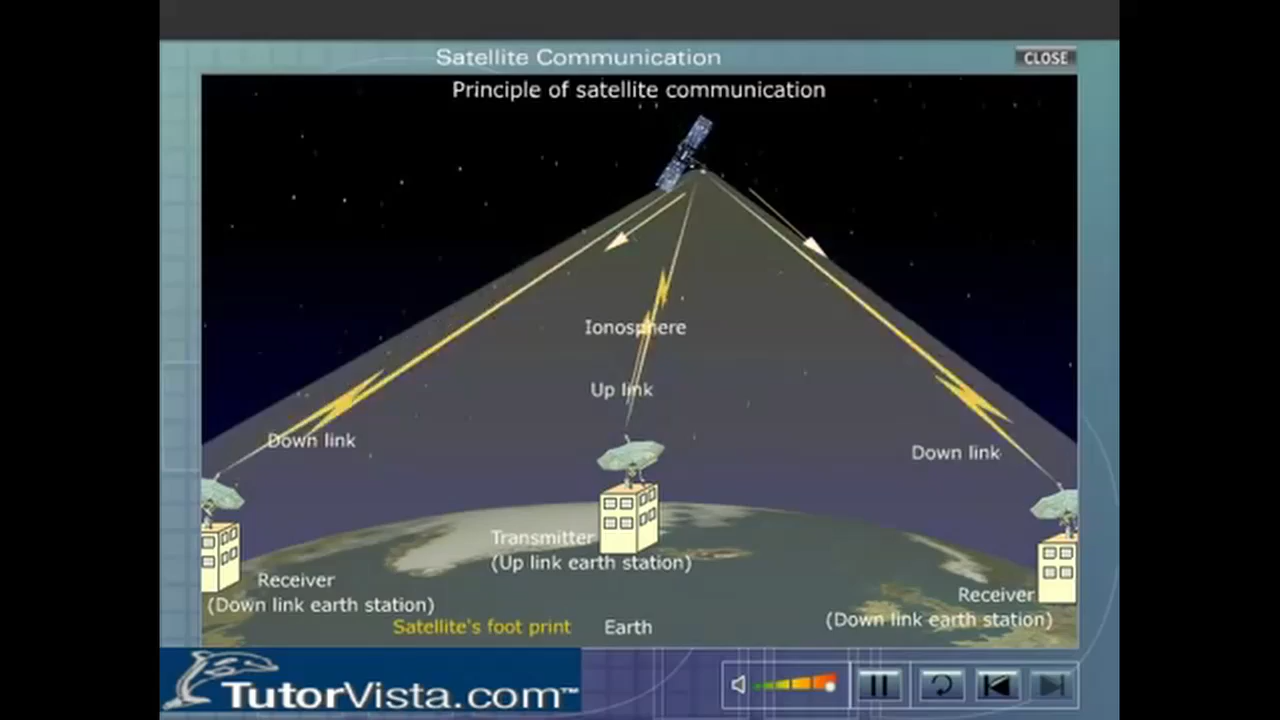 Satellite Communication
CLOSE
Principle of satellite communication
Ionosphere
Up link
Down link
Down link
Transmitter
(Up link earth station)
Receiver
(Down link earth station)
Receiver
(Down link earth station)
Satellite's foot print
Earth
TutorVista.com™